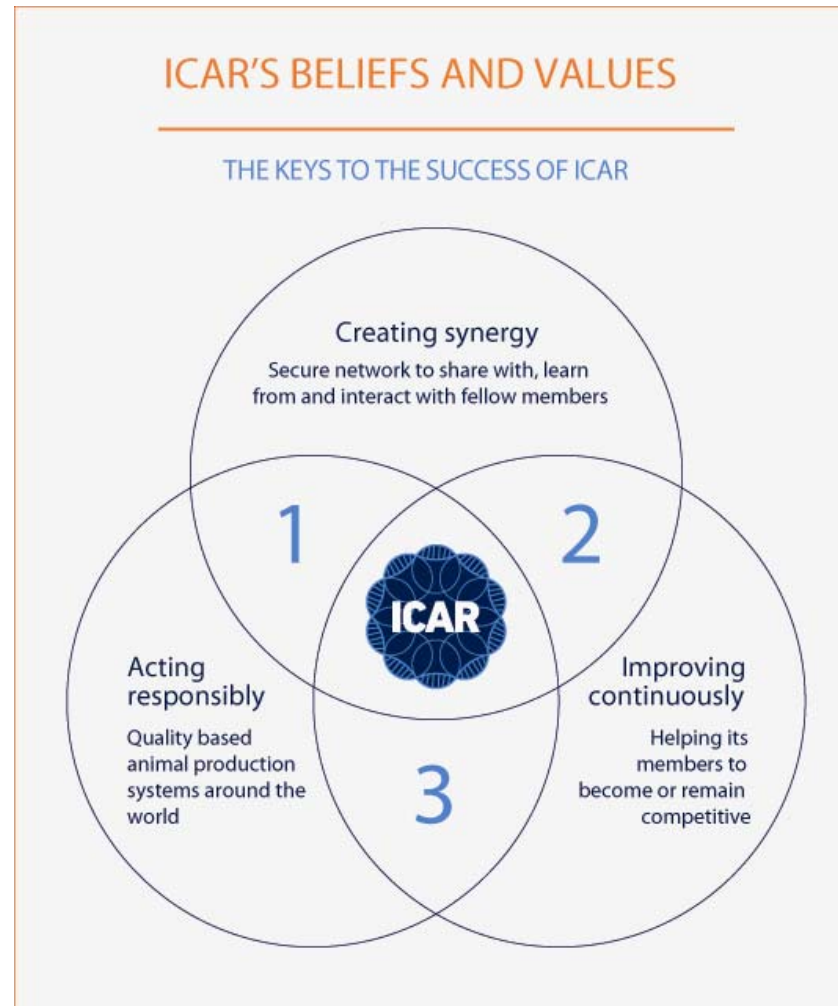 ICAR'S BELIEFS AND VALUES
THE KEYS TO THE SUCCESS OF ICAR
Creating synergy
Secure network to share with, learn
from and interact with fellow members
1
2
ICAR
Acting
responsibly
Quality based
animal production
systems around the
world
Improving
continuously
Helping its
members to
become or remain
competitive
3